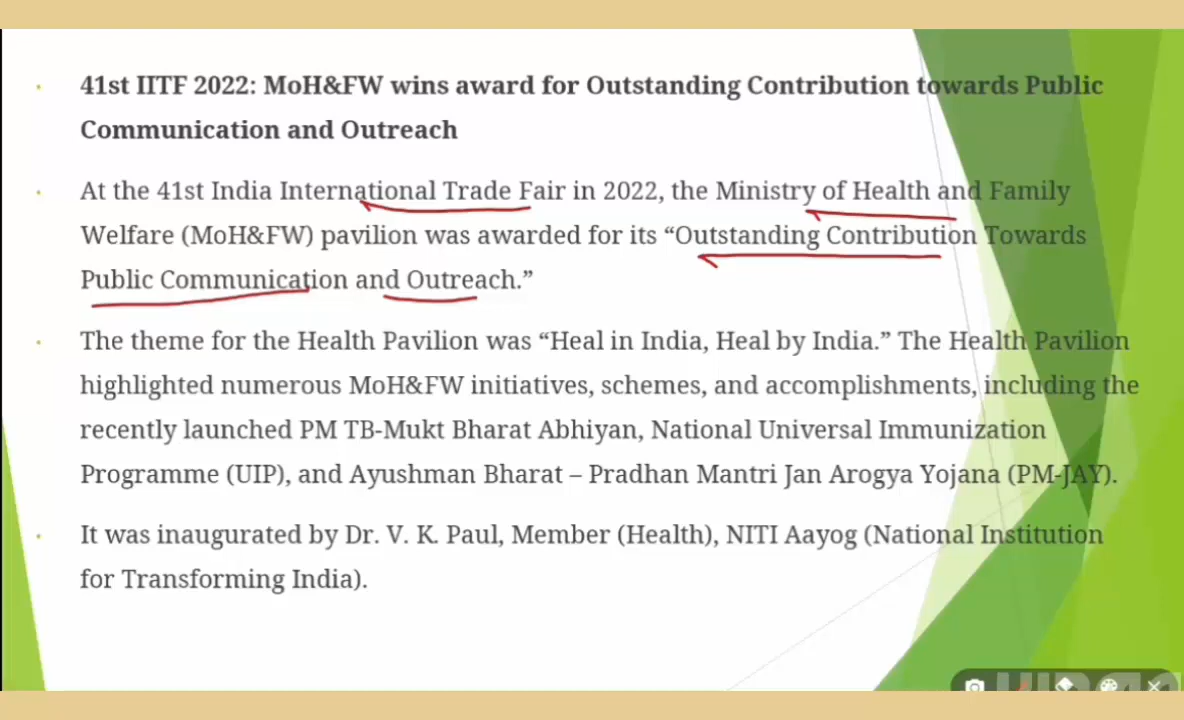 41st IITF 2022: MoH&FW wins award for Outstanding Contribution towards Public
Communication and Outreach
At the 41st India International Trade Fair in 2022, the Ministry of Health and Family
Welfare (MoH&FW) pavilion was awarded for its “Outstanding Contribution Towards
Public Communication and Outreach.”
The theme for the Health Pavilion was “Heal in India, Heal by India.” The Health Pavilion
highlighted numerous MoH&FW initiatives, schemes, and accomplishments, including the
recently launched PM TB-Mukt Bharat Abhiyan, National Universal Immunization
Programme (UIP), and Ayushman Bharat – Pradhan Mantri Jan Arogya Yojana (PM-JAY).
It was inaugurated by Dr. V. K. Paul, Member (Health), NITI Aayog (National Institution
for Transforming India).